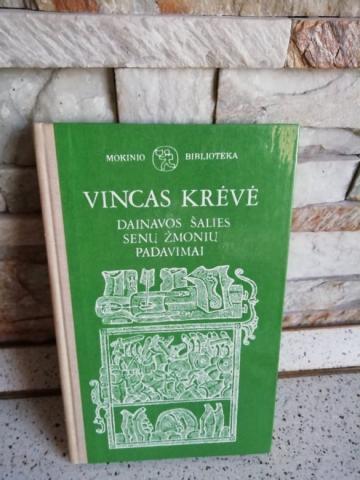 MOKINIO BIBLIOTEKA
VINCAS KRĖVĖ
DAINAVOS ŠALIES
SENŲ ŽMONIŲ
PADAVIMAI